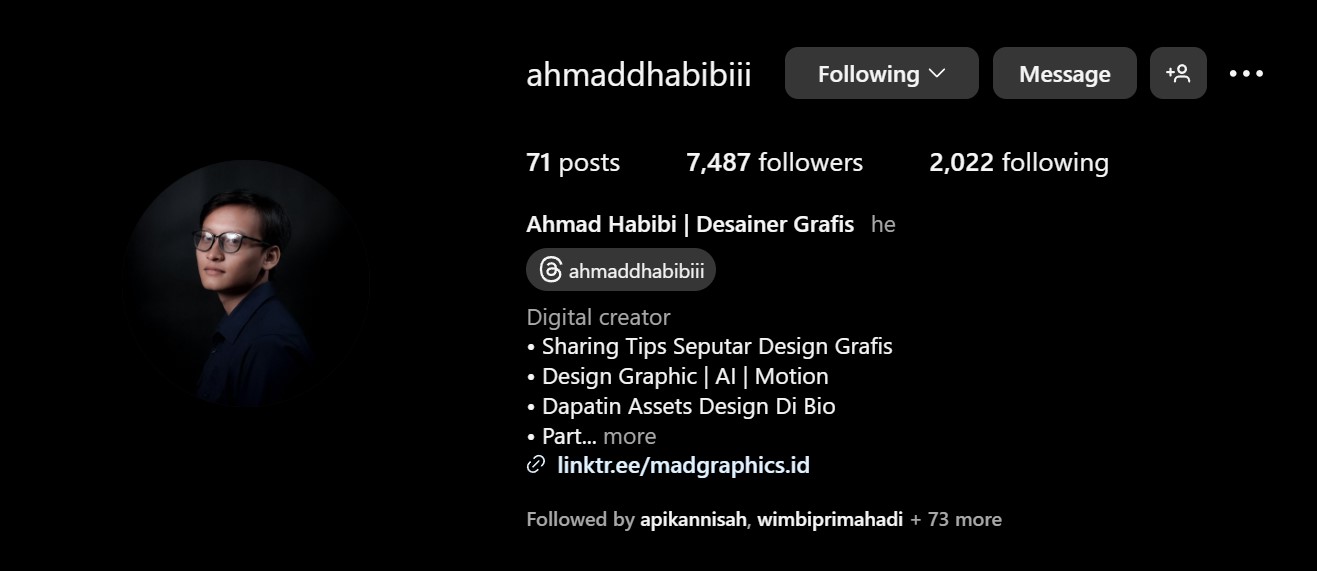 ahmaddhabibiii Following Message
71 posts 7,487 followers 2,022 following
Ahmad Habibi | Desainer Grafis he
ahmaddhabibiii
Digital creator
• Sharing Tips Seputar Design Grafis
• Design Graphic | AI | Motion
• Dapatin Assets Design Di Bio
• Part... more
linktr.ee/madgraphics.id
Followed by apikannisah, wimbiprimahadi + 73 more